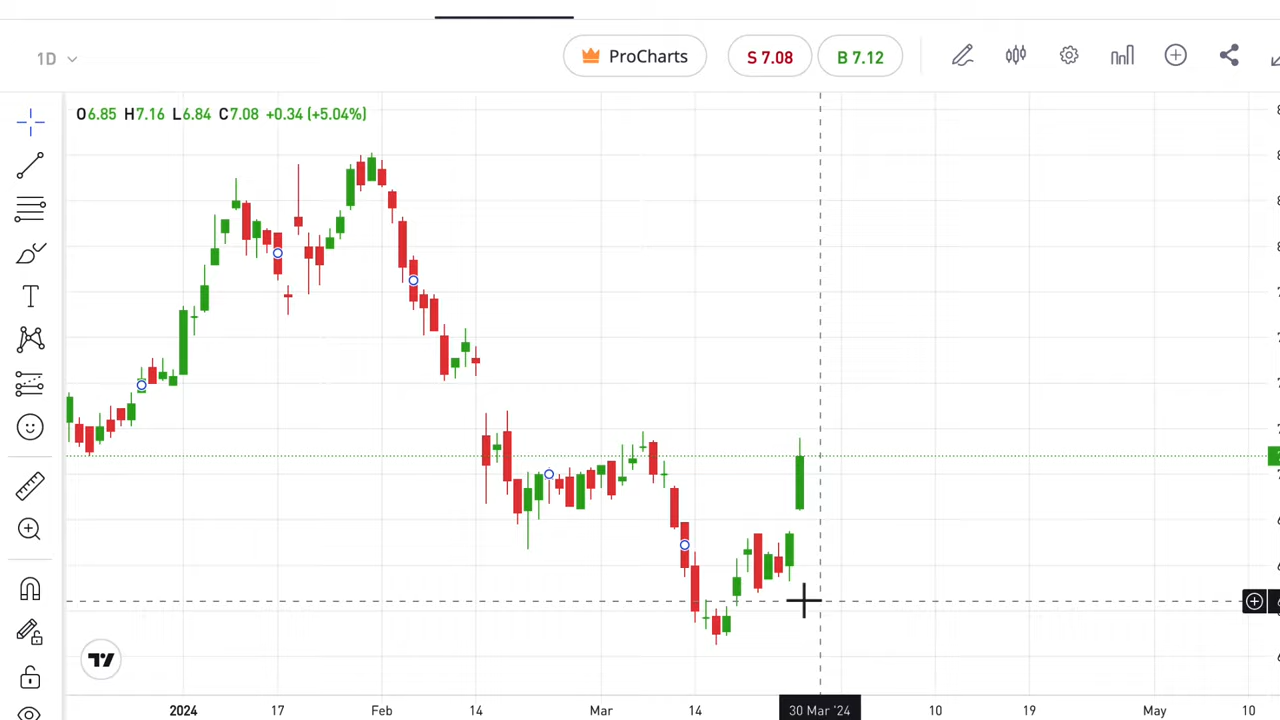 1D
ProCharts
S 7.08
B 7.12
O6.85 H7.16 L6.84 C7.08 +0.34 (+5.04%)
2024 17 Feb 14 Mar 14 30 Mar '24 10 19 May 10